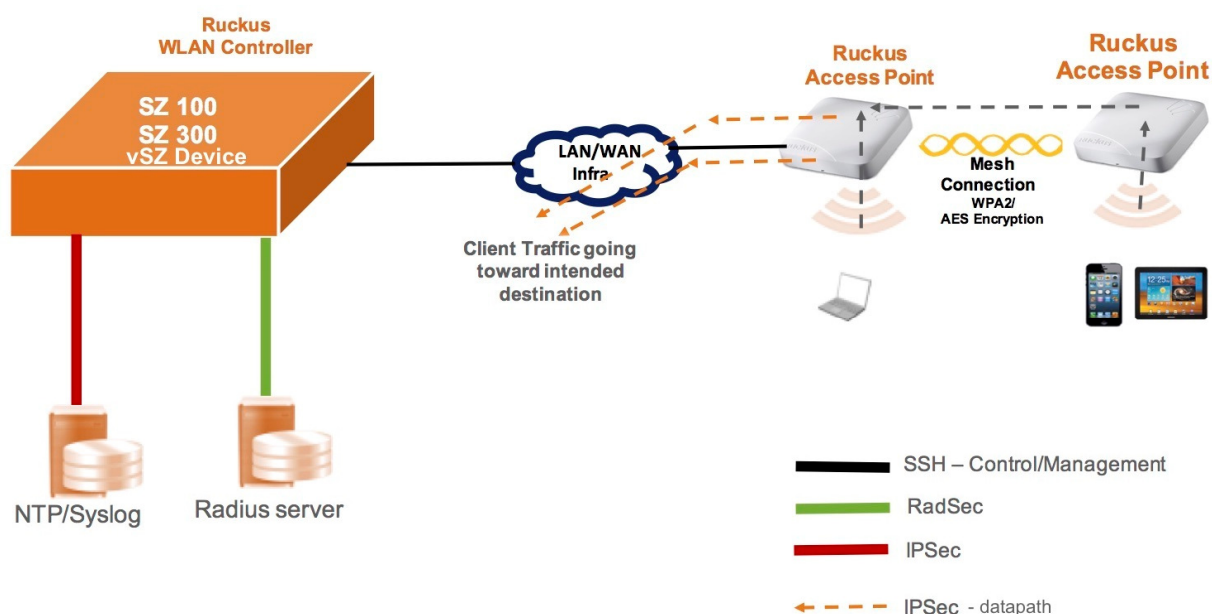 Ruckus
WLAN Controller
SZ 100
SZ 300
vSZ Device
LAN/WAN
Infra
Client Traffic going
toward intended
destination
Ruckus
Access Point
Ruckus
Access Point
Mesh
Connection
WPA2/
AES Encryption
12:25
NTP/Syslog
Radius server
SSH – Control/Management
RadSec
IPSec
IPSec - datapath